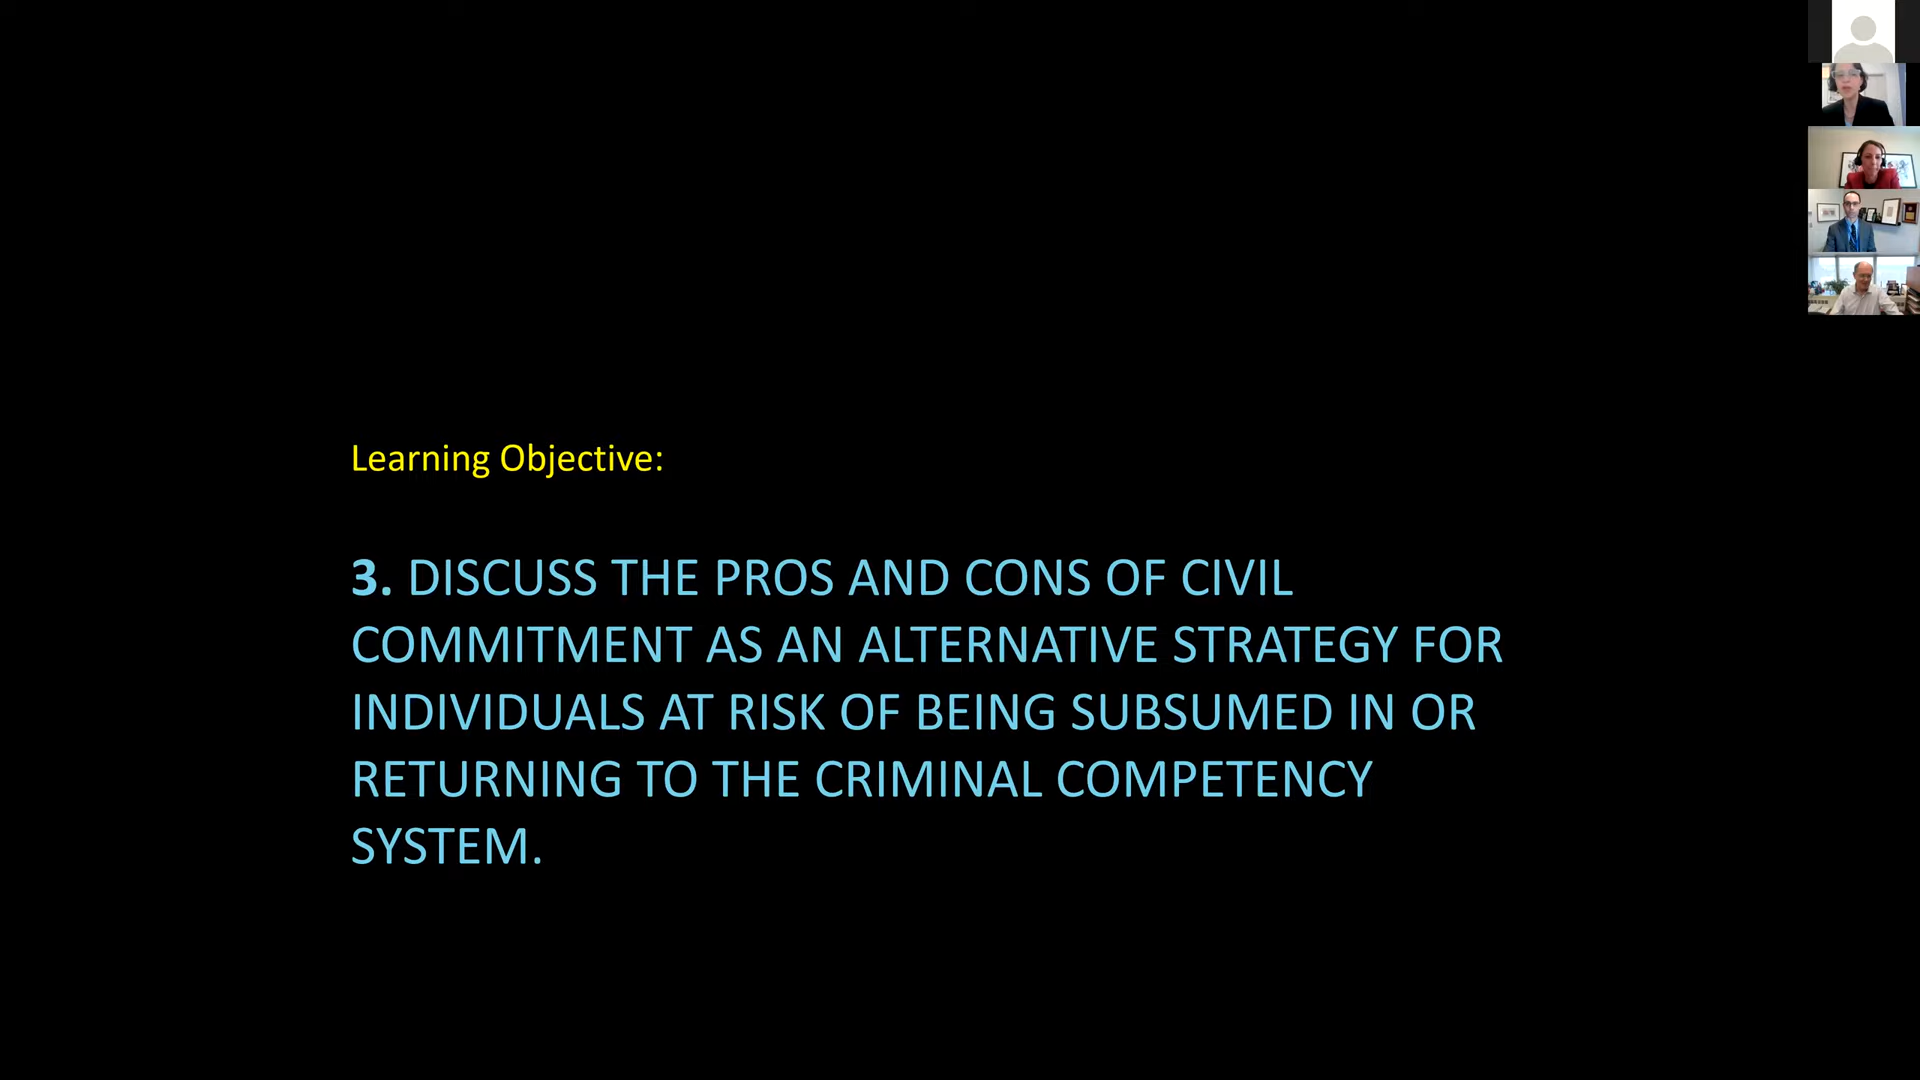 Learning Objective:
3. DISCUSS THE PROS AND CONS OF CIVIL
COMMITMENT AS AN ALTERNATIVE STRATEGY FOR
INDIVIDUALS AT RISK OF BEING SUBSUMED IN OR
RETURNING TO THE CRIMINAL COMPETENCY
SYSTEM.